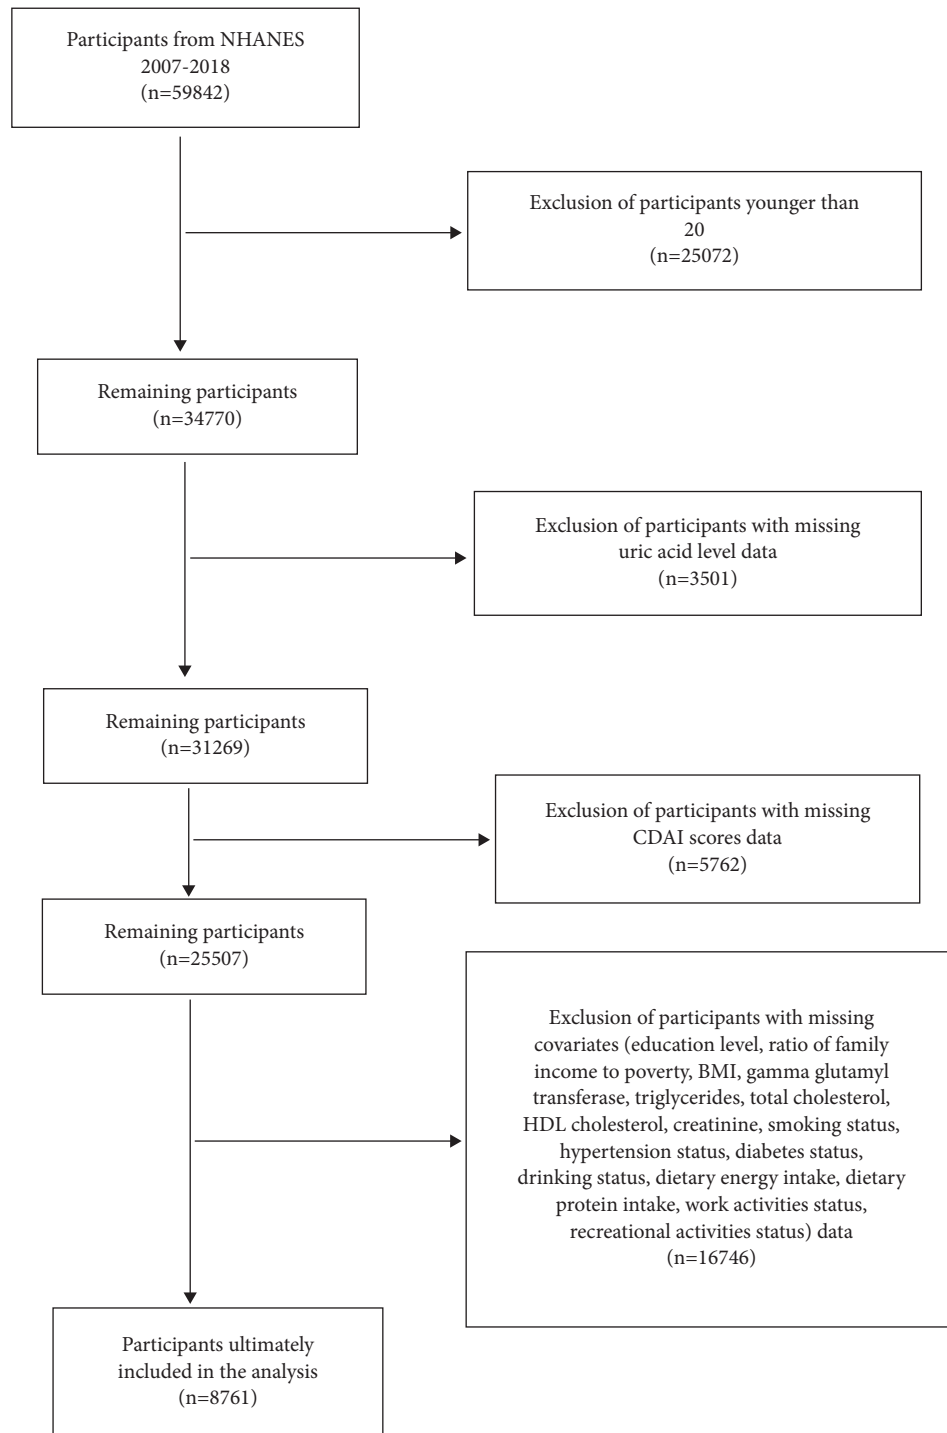 Participants from NHANES
2007-2018
(n=59842)
Exclusion of participants younger than
20
(n=25072)
Remaining participants
(n=34770)
Exclusion of participants with missing
uric acid level data
(n=3501)
Remaining participants
(n=31269)
Exclusion of participants with missing
CDAI scores data
(n=5762)
Remaining participants
(n=25507)
Exclusion of participants with missing
covariates (education level, ratio of family
income to poverty, BMI, gamma glutamyl
transferase, triglycerides, total cholesterol,
HDL cholesterol, creatinine, smoking status,
hypertension status, diabetes status,
drinking status, dietary energy intake, dietary
protein intake, work activities status,
recreational activities status) data
(n=16746)
Participants ultimately
included in the analysis
(n=8761)